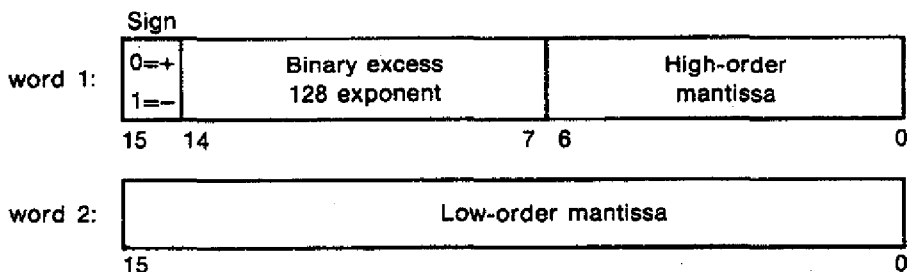 Sign
word 1:
0=+
1=−
Binary excess
128 exponent
High-order
mantissa
15 14 7 6 0
word 2:
Low-order mantissa
15 0